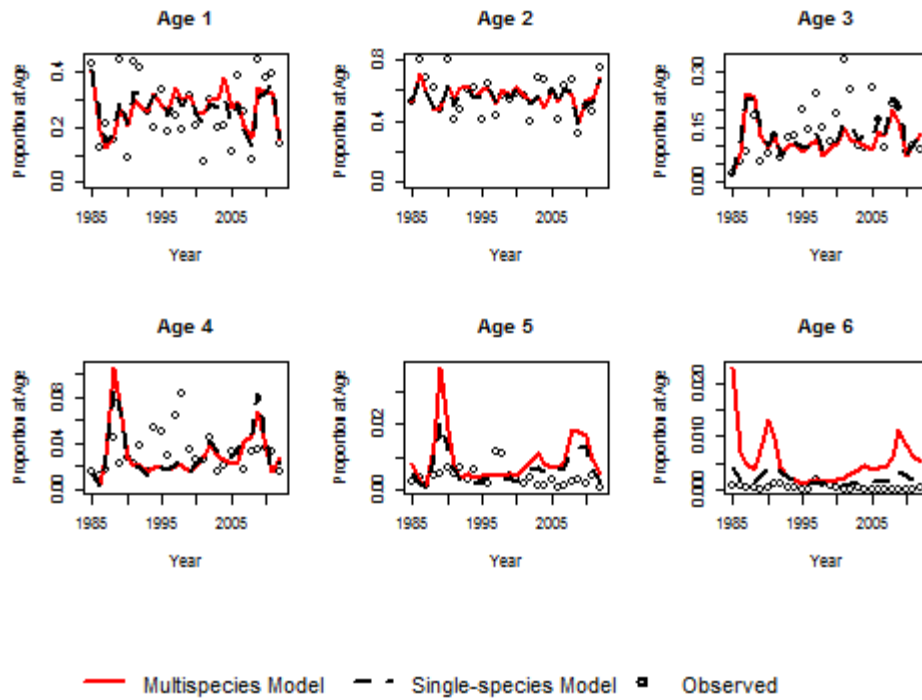 Age 1
Age 2
Age 3
Proportion at Age
0.0 0.2 0.4
1985 1995 2005
Year
Proportion at Age
0.0 0.4 0.8
1985 1995 2005
Year
Proportion at Age
0.00 0.15 0.30
1985 1995 2005
Year
Age 4
Age 5
Age 6
Proportion at Age
0.00 0.04 0.08
1985 1995 2005
Year
Proportion at Age
0.00 0.02
1985 1995 2005
Year
Proportion at Age
0.000 0.010 0.020
1985 1995 2005
Year
Multispecies Model Single-species Model Observed